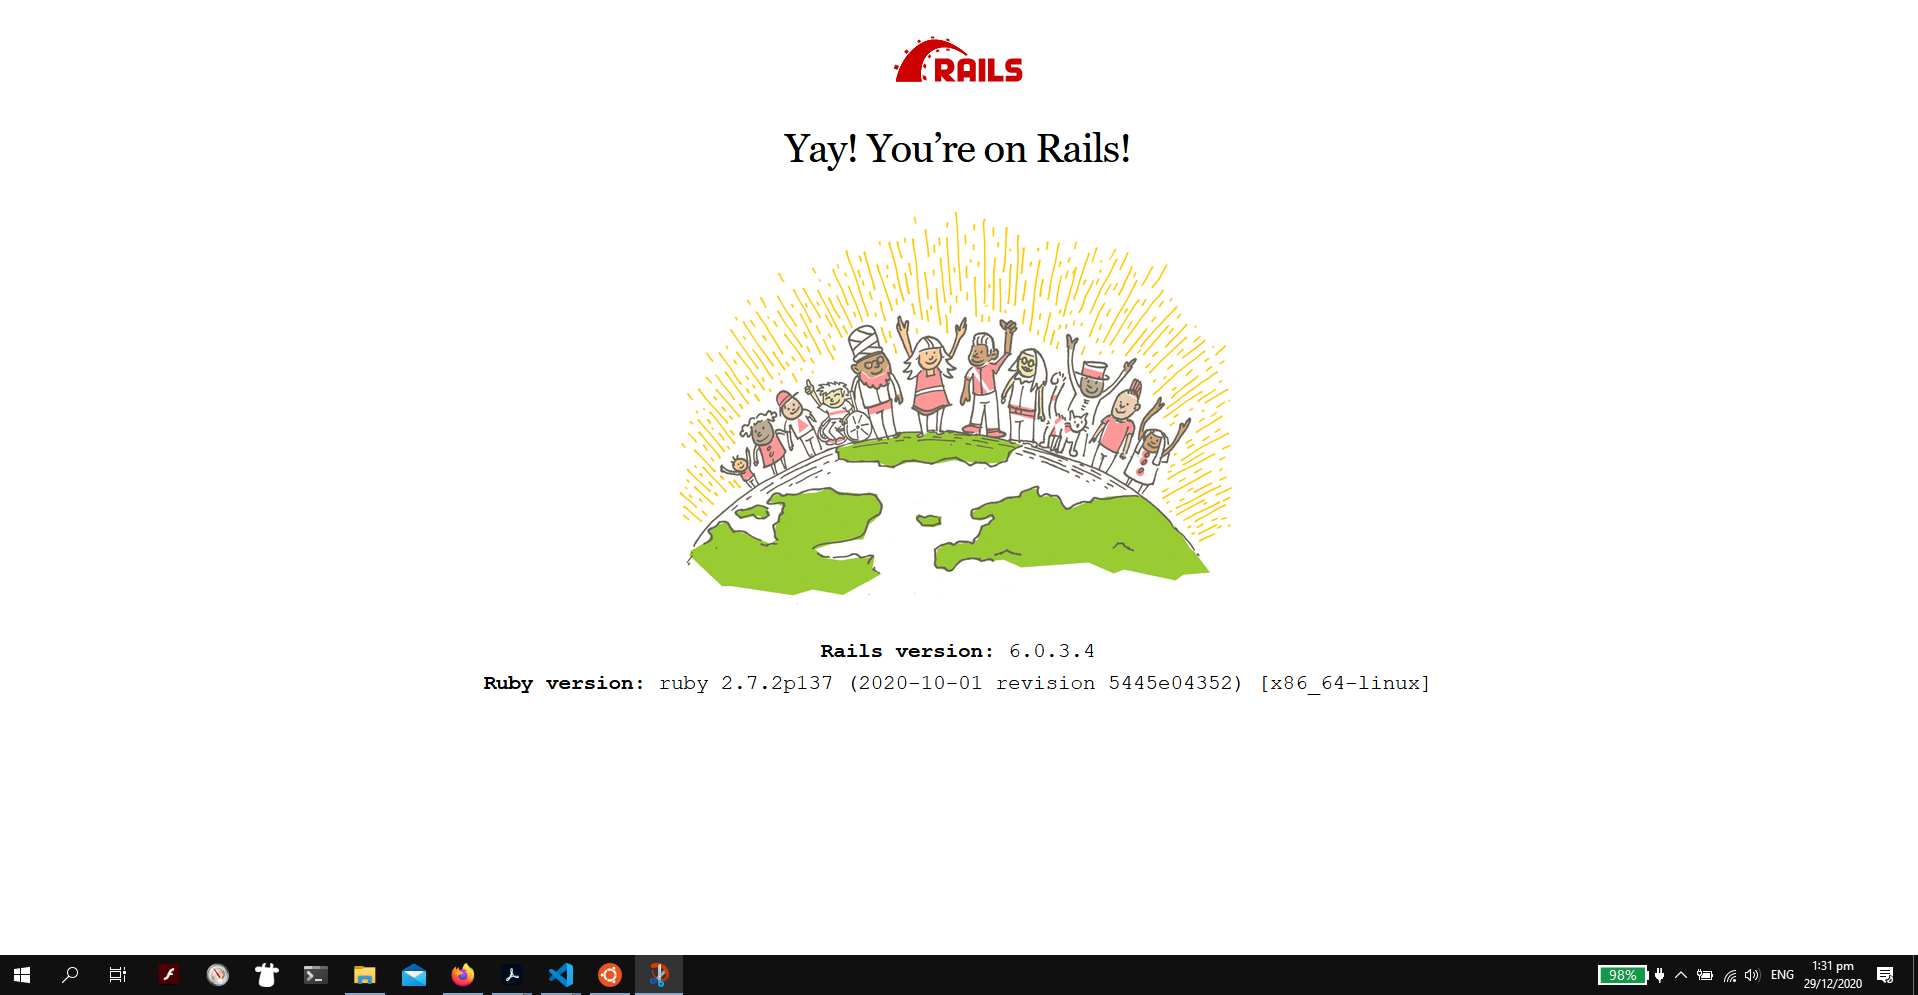 RAILS
Yay! You’re on Rails!
Rails version: 6.0.3.4
Ruby version: ruby 2.7.2p137 (2020-10-01 revision 5445e04352) [x86_64-linux]
98%
ENG
1:31 pm
29/12/2020